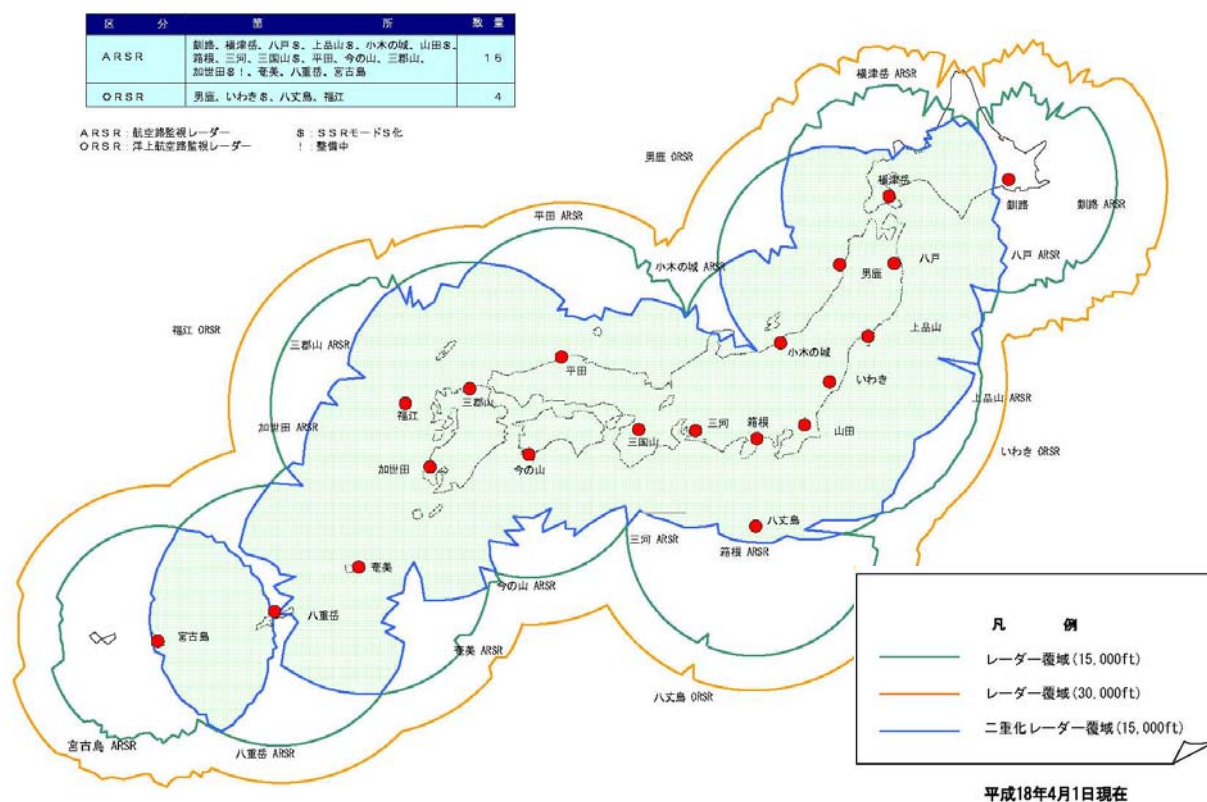 区　分　箇　所　数量
ARSR　釧路、横津岳、八戸$、上品山$、小木の城、山田$、
箱根、三河、三国山$、平田、今の山、三郡山、
加世田$！、奄美、八重岳、宮古島　16
ORSR　男鹿、いわき$、八丈島、福江　4
ARSR：航空路監視レーダー　$：SSRモードS化
ORSR：洋上航空路監視レーダー　！：整備中
横津岳 ARSR
男鹿 ORSR
横津岳
釧路
釧路 ARSR
平田 ARSR
八戸 ARSR
小木の城 ARSR
男鹿
八戸
福江 ORSR
上品山
三郡山 ARSR
小木の城
平田
いわき
三郡山
上品山 ARSR
福江
加世田 ARSR
三河
箱根
山田
三国山
いわき ORSR
加世田
今の山
八丈島
三河 ARSR
箱根 ARSR
奄美
今の山 ARSR
八重岳
宮古島
奄美 ARSR
八丈島 ORSR
宮古島 ARSR
八重岳 ARSR
凡　例
レーダー覆域(15,000ft)
レーダー覆域(30,000ft)
二重化レーダー覆域(15,000ft)
平成18年4月1日現在